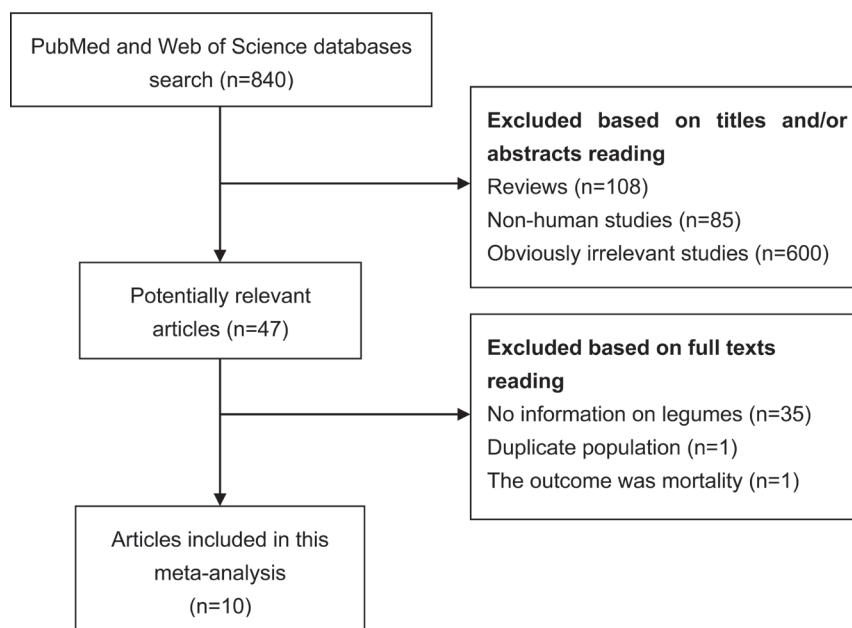 PubMed and Web of Science databases
search (n=840)
Excluded based on titles and/or
abstracts reading
Reviews (n=108)
Non-human studies (n=85)
Obviously irrelevant studies (n=600)
Potentially relevant
articles (n=47)
Excluded based on full texts
reading
No information on legumes (n=35)
Duplicate population (n=1)
The outcome was mortality (n=1)
Articles included in this
meta-analysis
(n=10)